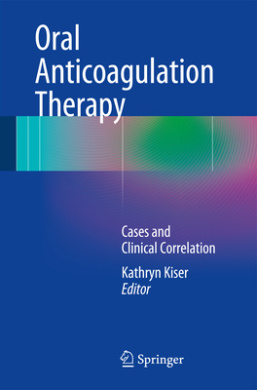 Oral
Anticoagulation
Therapy
Cases and
Clinical Correlation
Kathryn Kiser
Editor
Springer